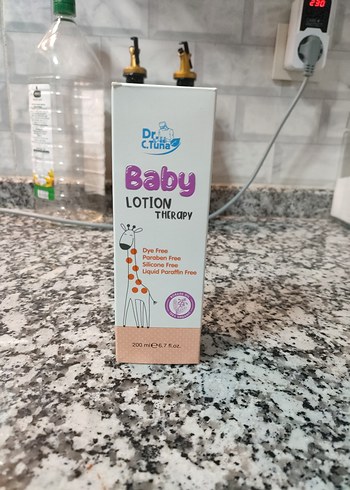 230
Dr.
C.Tuna
Baby
LOTION
THERAPY
Dye Free
Paraben Free
Silicone Free
Liquid Paraffin Free
200 ml ℮ 6.7 fl.oz.